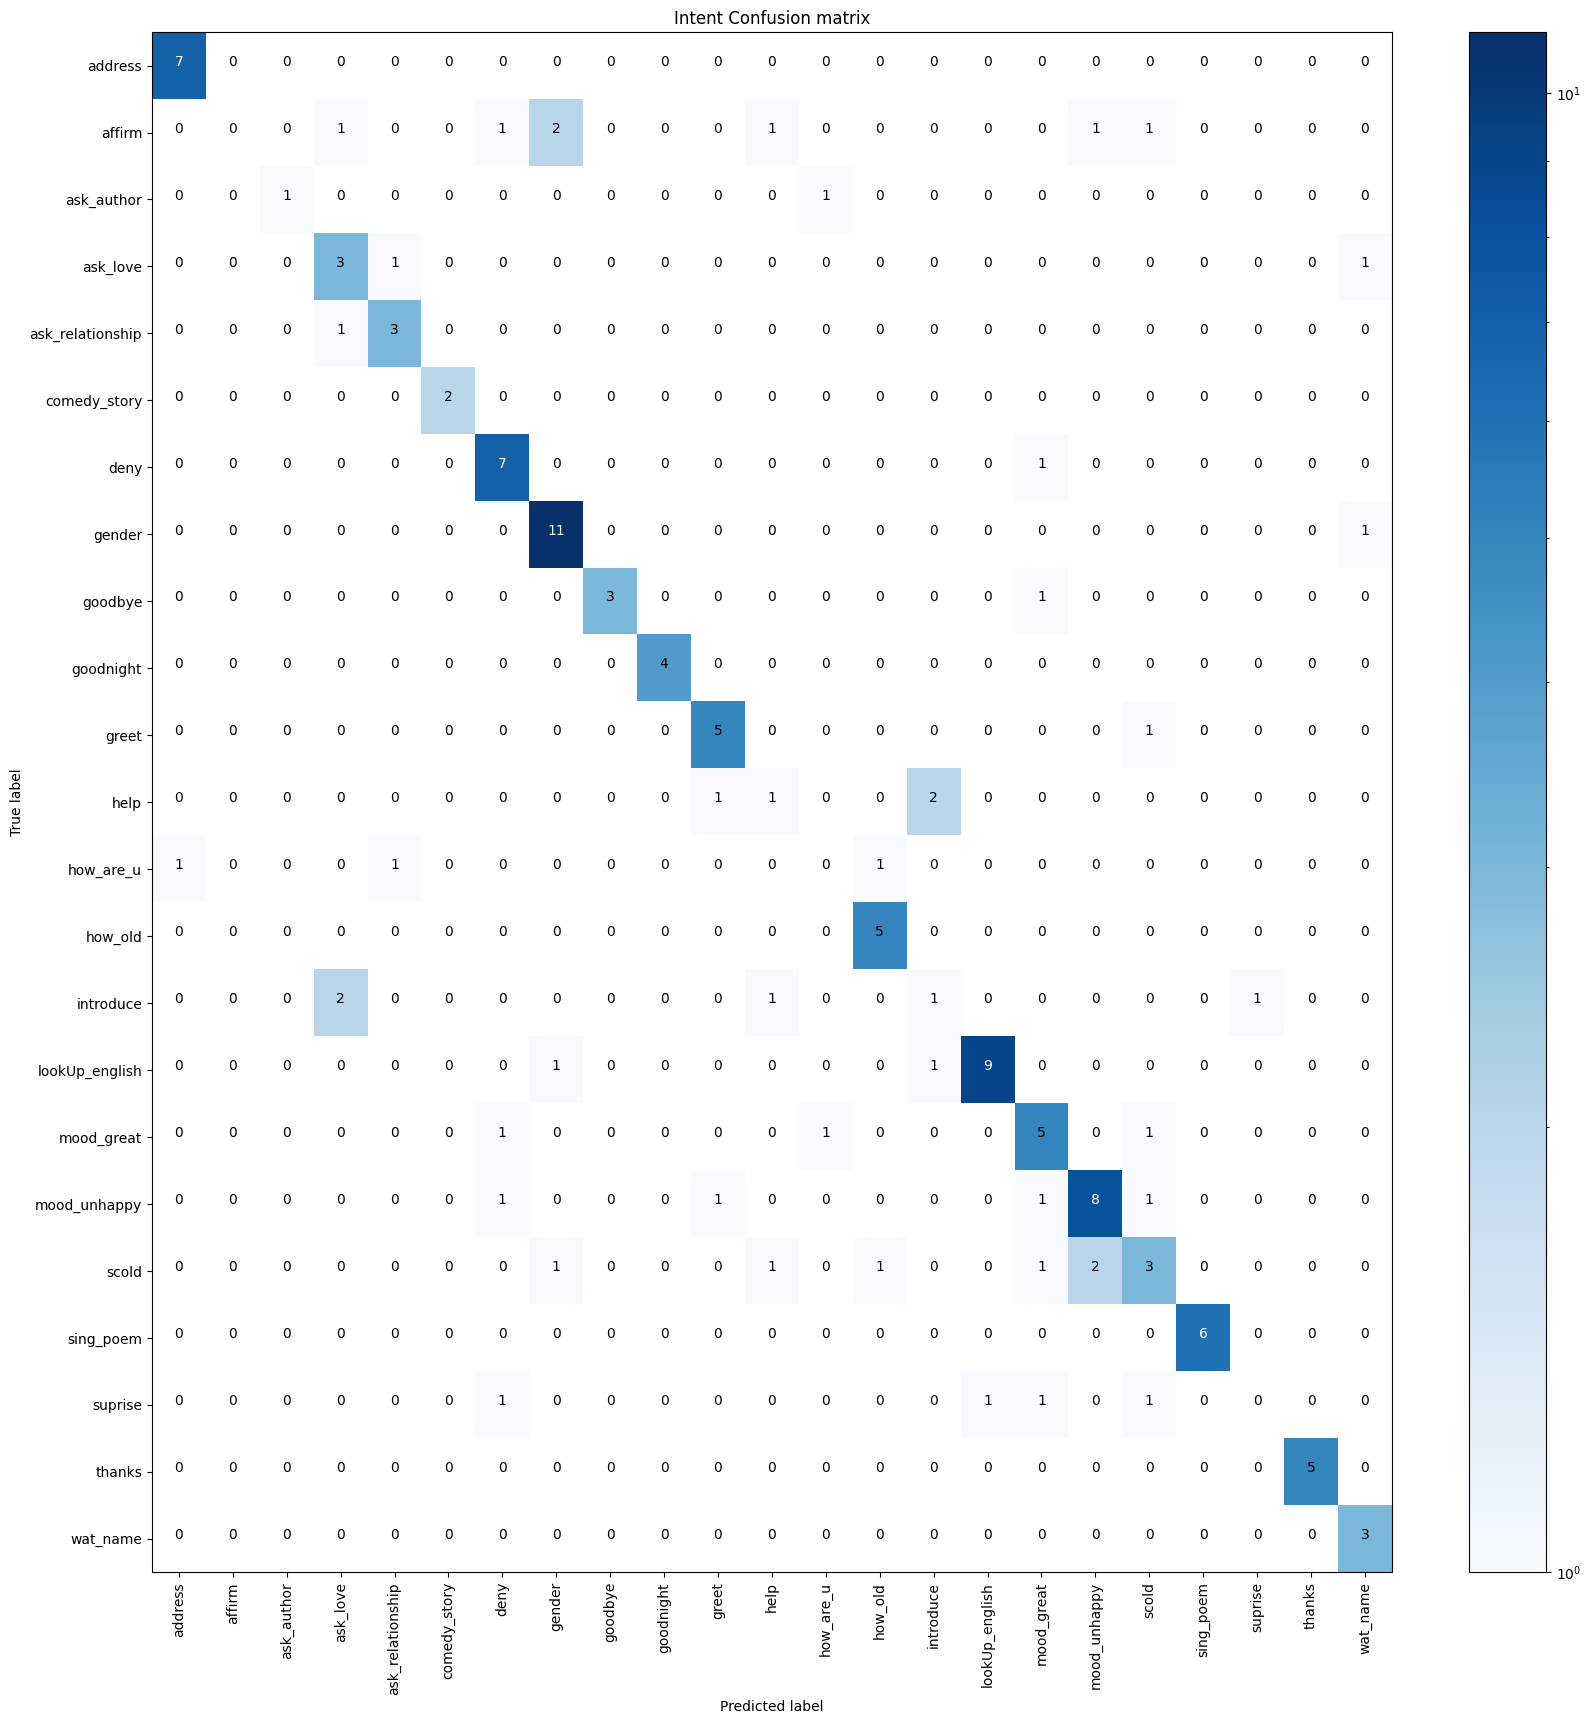 Intent Confusion matrix
address 7 0 0 0 0 0 0 0 0 0 0 0 0 0 0 0 0 0 0 0 0 0 0
affirm 0 0 0 1 0 0 1 2 0 0 0 1 0 0 0 0 0 1 1 0 0 0 0
ask_author 0 0 1 0 0 0 0 0 0 0 0 0 1 0 0 0 0 0 0 0 0 0 0
ask_love 0 0 0 3 1 0 0 0 0 0 0 0 0 0 0 0 0 0 0 0 0 0 1
ask_relationship 0 0 0 1 3 0 0 0 0 0 0 0 0 0 0 0 0 0 0 0 0 0 0
comedy_story 0 0 0 0 0 2 0 0 0 0 0 0 0 0 0 0 0 0 0 0 0 0 0
deny 0 0 0 0 0 0 7 0 0 0 0 0 0 0 0 0 1 0 0 0 0 0 0
gender 0 0 0 0 0 0 0 11 0 0 0 0 0 0 0 0 0 0 0 0 0 0 1
goodbye 0 0 0 0 0 0 0 0 3 0 0 0 0 0 0 0 1 0 0 0 0 0 0
goodnight 0 0 0 0 0 0 0 0 0 4 0 0 0 0 0 0 0 0 0 0 0 0 0
greet 0 0 0 0 0 0 0 0 0 0 5 0 0 0 0 0 0 0 1 0 0 0 0
help 0 0 0 0 0 0 0 0 0 0 1 1 0 0 2 0 0 0 0 0 0 0 0
how_are_u 1 0 0 0 1 0 0 0 0 0 0 0 0 1 0 0 0 0 0 0 0 0 0
how_old 0 0 0 0 0 0 0 0 0 0 0 0 0 5 0 0 0 0 0 0 0 0 0
introduce 0 0 0 2 0 0 0 0 0 0 0 1 0 0 1 0 0 0 0 0 1 0 0
lookUp_english 0 0 0 0 0 0 0 1 0 0 0 0 0 0 1 9 0 0 0 0 0 0 0
mood_great 0 0 0 0 0 0 1 0 0 0 0 0 1 0 0 0 5 0 1 0 0 0 0
mood_unhappy 0 0 0 0 0 0 1 0 0 0 1 0 0 0 0 0 1 8 1 0 0 0 0
scold 0 0 0 0 0 0 0 1 0 0 0 1 0 1 0 0 1 2 3 0 0 0 0
sing_poem 0 0 0 0 0 0 0 0 0 0 0 0 0 0 0 0 0 0 0 6 0 0 0
suprise 0 0 0 0 0 0 1 0 0 0 0 0 0 0 0 1 1 0 1 0 0 0 0
thanks 0 0 0 0 0 0 0 0 0 0 0 0 0 0 0 0 0 0 0 0 0 5 0
wat_name 0 0 0 0 0 0 0 0 0 0 0 0 0 0 0 0 0 0 0 0 0 0 3
True label
address affirm ask_author ask_love ask_relationship comedy_story deny gender goodbye goodnight greet help how_are_u how_old introduce lookUp_english mood_great mood_unhappy scold sing_poem suprise thanks wat_name
Predicted label
10¹
10⁰